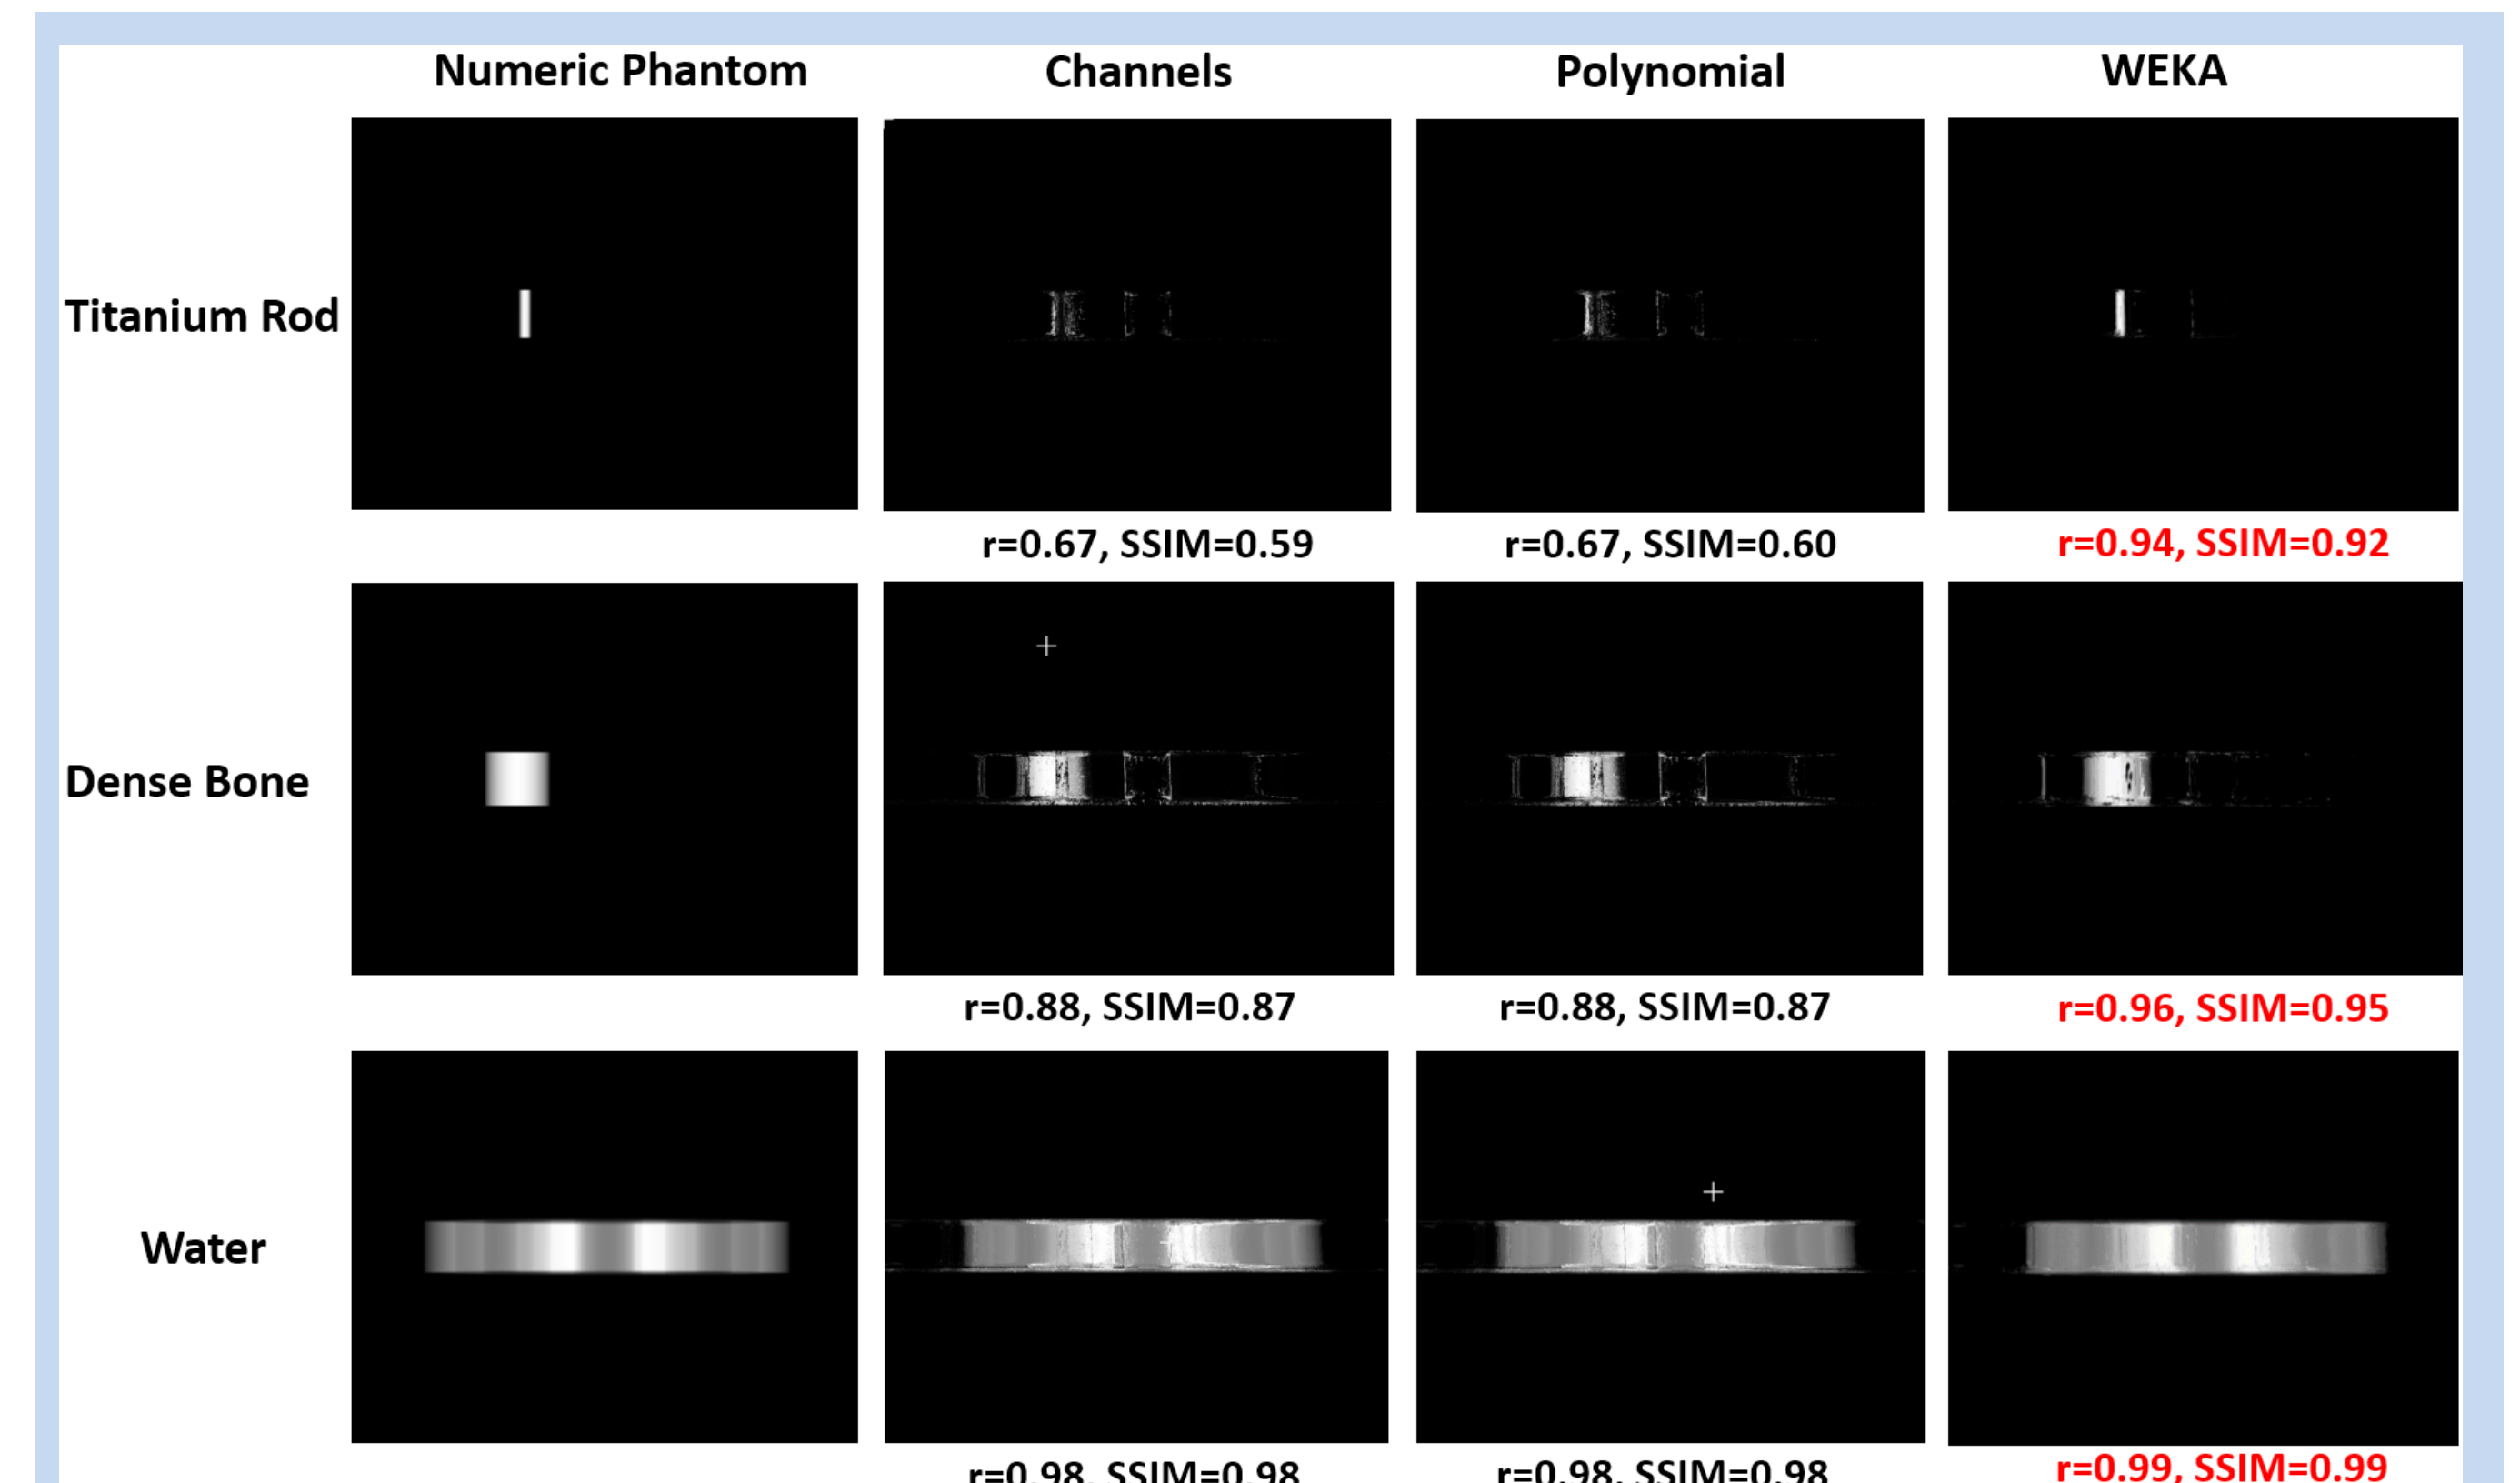 Numeric Phantom Channels Polynomial WEKA
Titanium Rod
r=0.67, SSIM=0.59 r=0.67, SSIM=0.60 r=0.94, SSIM=0.92
Dense Bone
r=0.88, SSIM=0.87 r=0.88, SSIM=0.87 r=0.96, SSIM=0.95
Water
r=0.98, SSIM=0.98 r=0.98, SSIM=0.98 r=0.99, SSIM=0.99